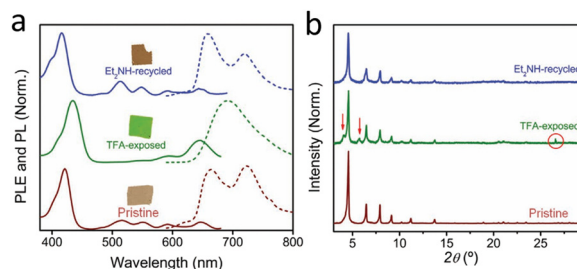 a
PLE and PL (Norm.)
Et₂NH-recycled
TFA-exposed
Pristine
400 500 600 700 800
Wavelength (nm)
b
Intensity (Norm.)
Et₂NH-recycled
TFA-exposed
Pristine
5 10 15 20 25
2θ (º)